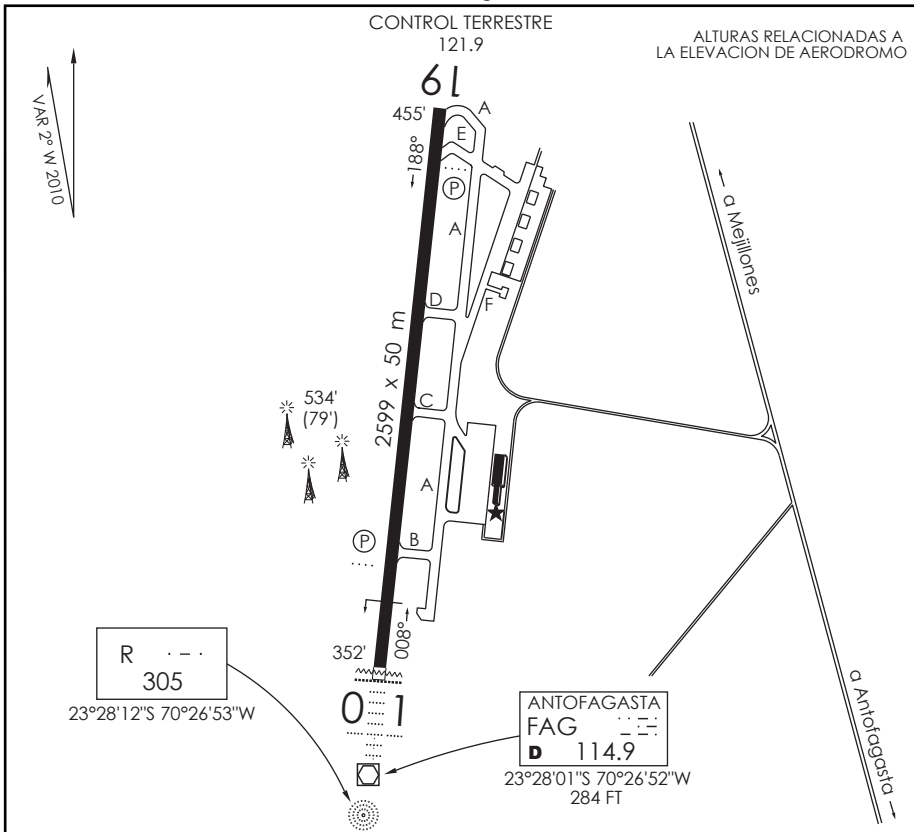 CONTROL TERRESTRE
121.9
ALTURAS RELACIONADAS A
LA ELEVACION DE AERODROMO
VAR 2° W 2010
19
455'
A
E
188°
P
A
D
F
a Mejillones
2599 x 50 m
534'
(79')
C
A
P
B
008°
352'
R
305
23°28'12"S 70°26'53"W
01
ANTOFAGASTA
FAG
D 114.9
23°28'01"S 70°26'52"W
284 FT
a Antofagasta